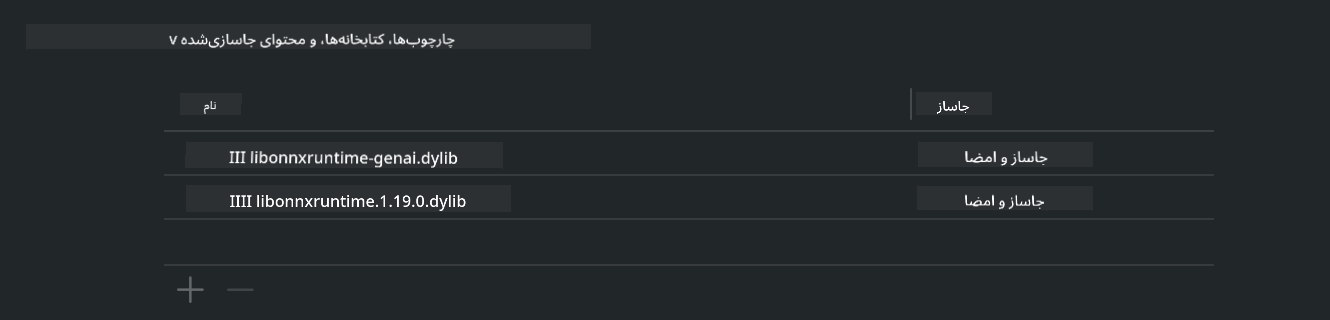 چارچوب‌ها، کتابخانه‌ها، و محتوای جاسازی‌شده v
نام
جاساز
III libonnxruntime-genai.dylib
جاساز و امضا
IIII libonnxruntime.1.19.0.dylib
جاساز و امضا